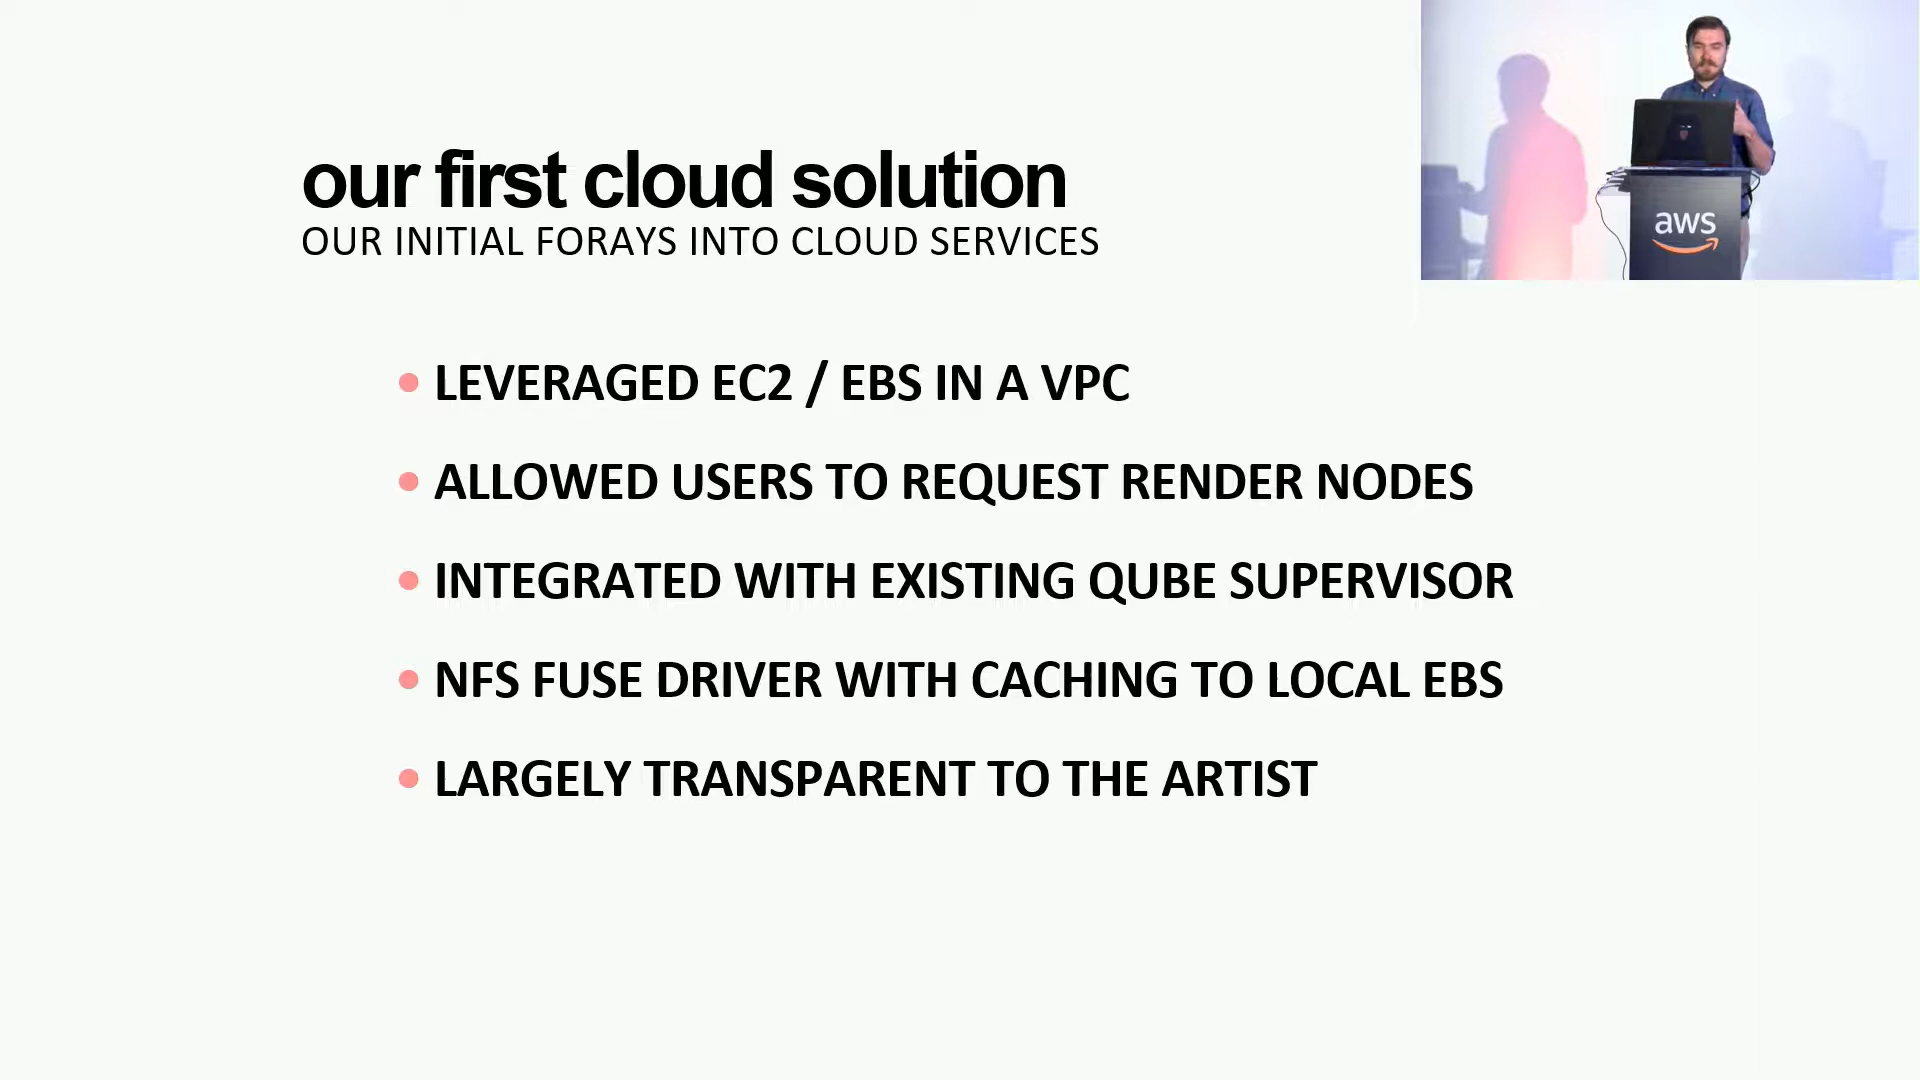 our first cloud solution
OUR INITIAL FORAYS INTO CLOUD SERVICES
LEVERAGED EC2 / EBS IN A VPC
ALLOWED USERS TO REQUEST RENDER NODES
INTEGRATED WITH EXISTING QUBE SUPERVISOR
NFS FUSE DRIVER WITH CACHING TO LOCAL EBS
LARGELY TRANSPARENT TO THE ARTIST
aws